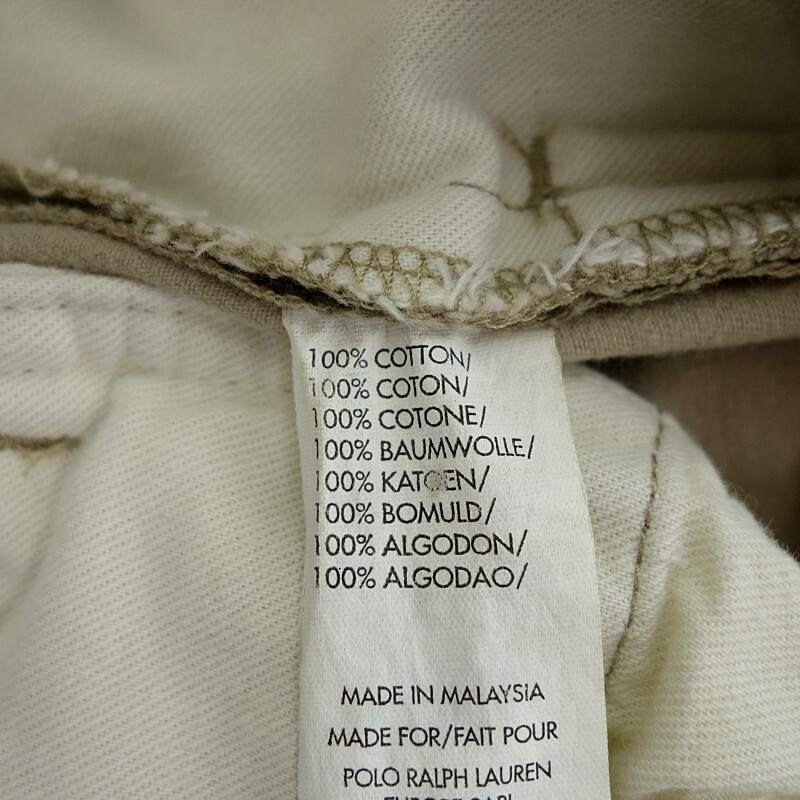 100% COTTON/
100% COTON/
100% COTONE/
100% BAUMWOLLE/
100% KATOEN/
100% BOMULD/
100% ALGODON/
100% ALGODAO/
MADE IN MALAYSIA
MADE FOR/FAIT POUR
POLO RALPH LAUREN